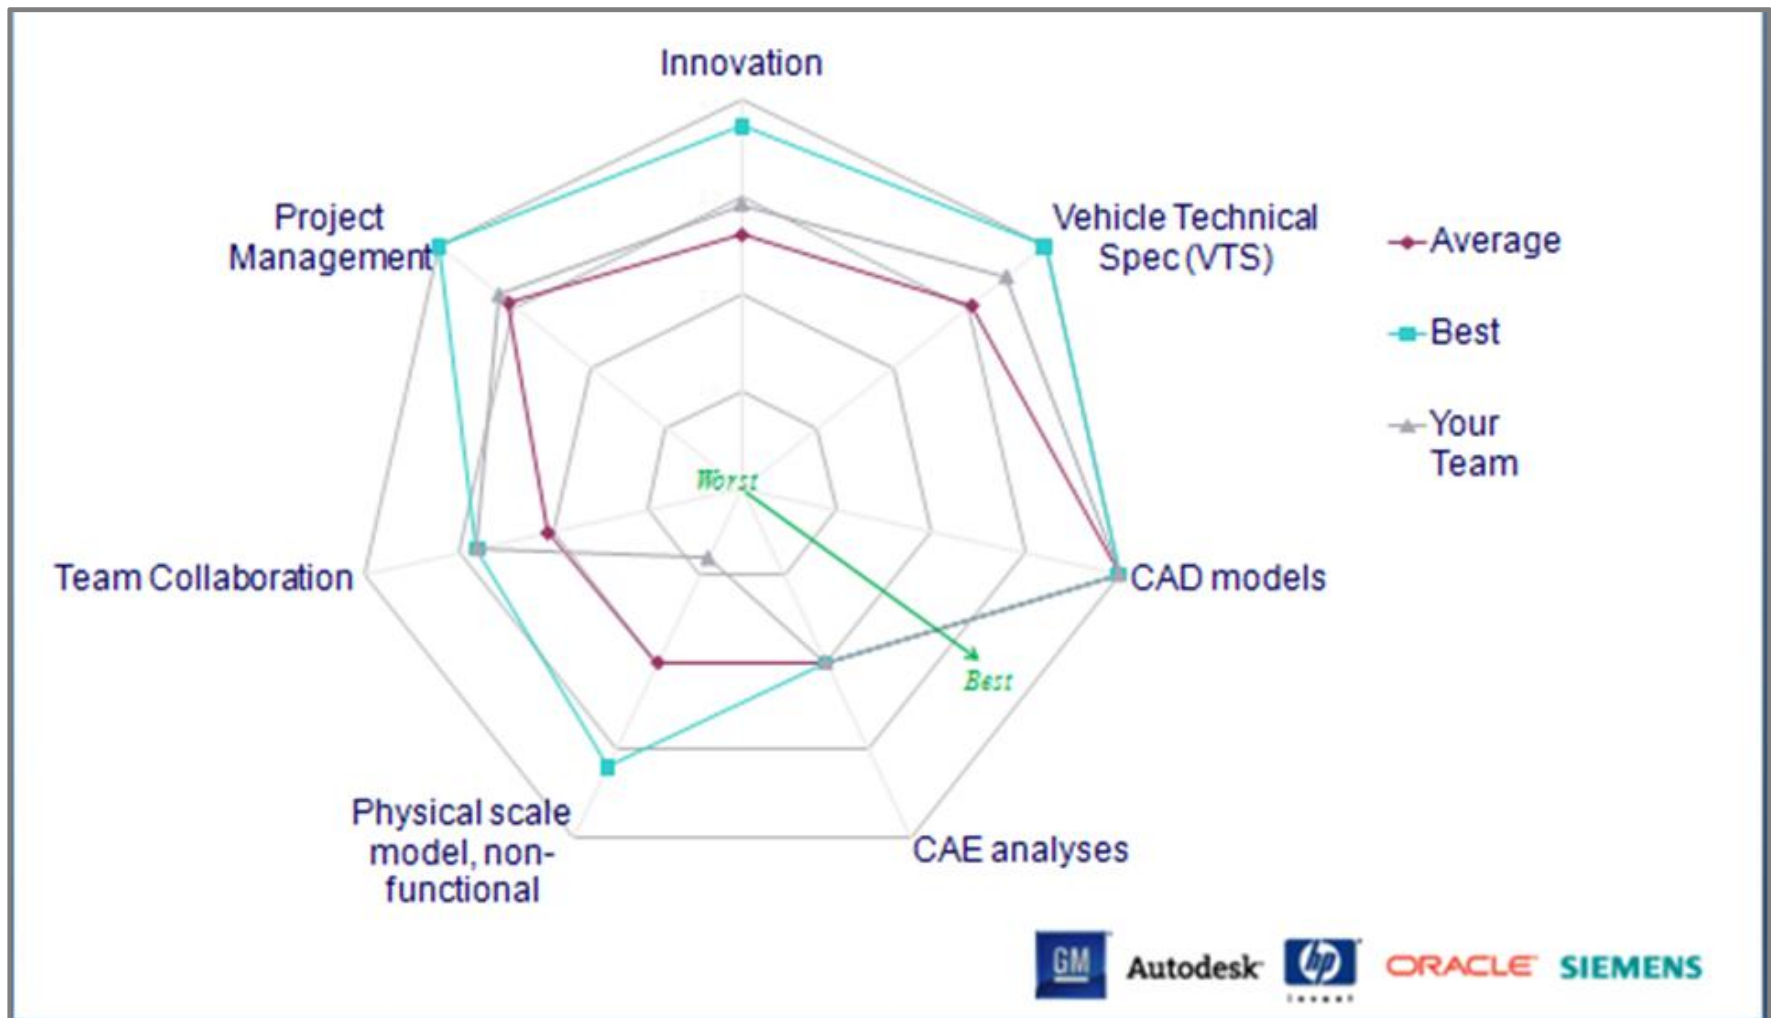 Innovation
Project
Management
Vehicle Technical
Spec (VTS)
Average
Best
Your
Team
Worst
Team Collaboration
CAD models
Best
Physical scale
model, non-
functional
CAE analyses
GM
Autodesk
hp
invent
ORACLE
SIEMENS